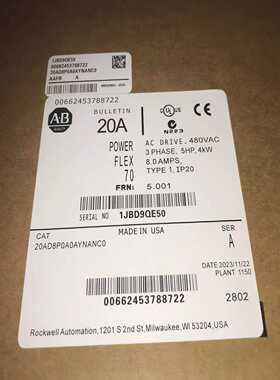 1JBD9QE50
00662453788722
20AD8P0A0AYNANC0
AAFB A
00662453788722
AB
BULLETIN
20A
N223
POWER
FLEX
70
AC DRIVE, 480VAC
3 PHASE, 5HP, 4kW
8.0 AMPS,
TYPE 1, IP20
FRN: 5.001
SERIAL NO 1JBD9QE50
CAT MADE IN USA SER
20AD8P0A0AYNANC0 A
DATE 2023/11/22
PLANT 1150
00662453788722 2802
Rockwell Automation,1201 S 2nd St,Milwaukee,WI 53204,USA